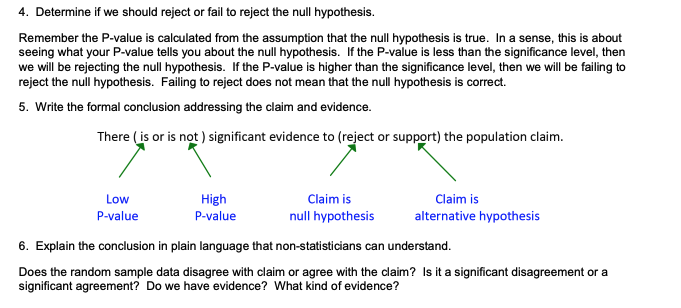 4. Determine if we should reject or fail to reject the null hypothesis.
Remember the P-value is calculated from the assumption that the null hypothesis is true. In a sense, this is about
seeing what your P-value tells you about the null hypothesis. If the P-value is less than the significance level, then
we will be rejecting the null hypothesis. If the P-value is higher than the significance level, then we will be failing to
reject the null hypothesis. Failing to reject does not mean that the null hypothesis is correct.
5. Write the formal conclusion addressing the claim and evidence.
There ( is or is not ) significant evidence to (reject or support) the population claim.
Low High Claim is Claim is
P-value P-value null hypothesis alternative hypothesis
6. Explain the conclusion in plain language that non-statisticians can understand.
Does the random sample data disagree with claim or agree with the claim? Is it a significant disagreement or a
significant agreement? Do we have evidence? What kind of evidence?